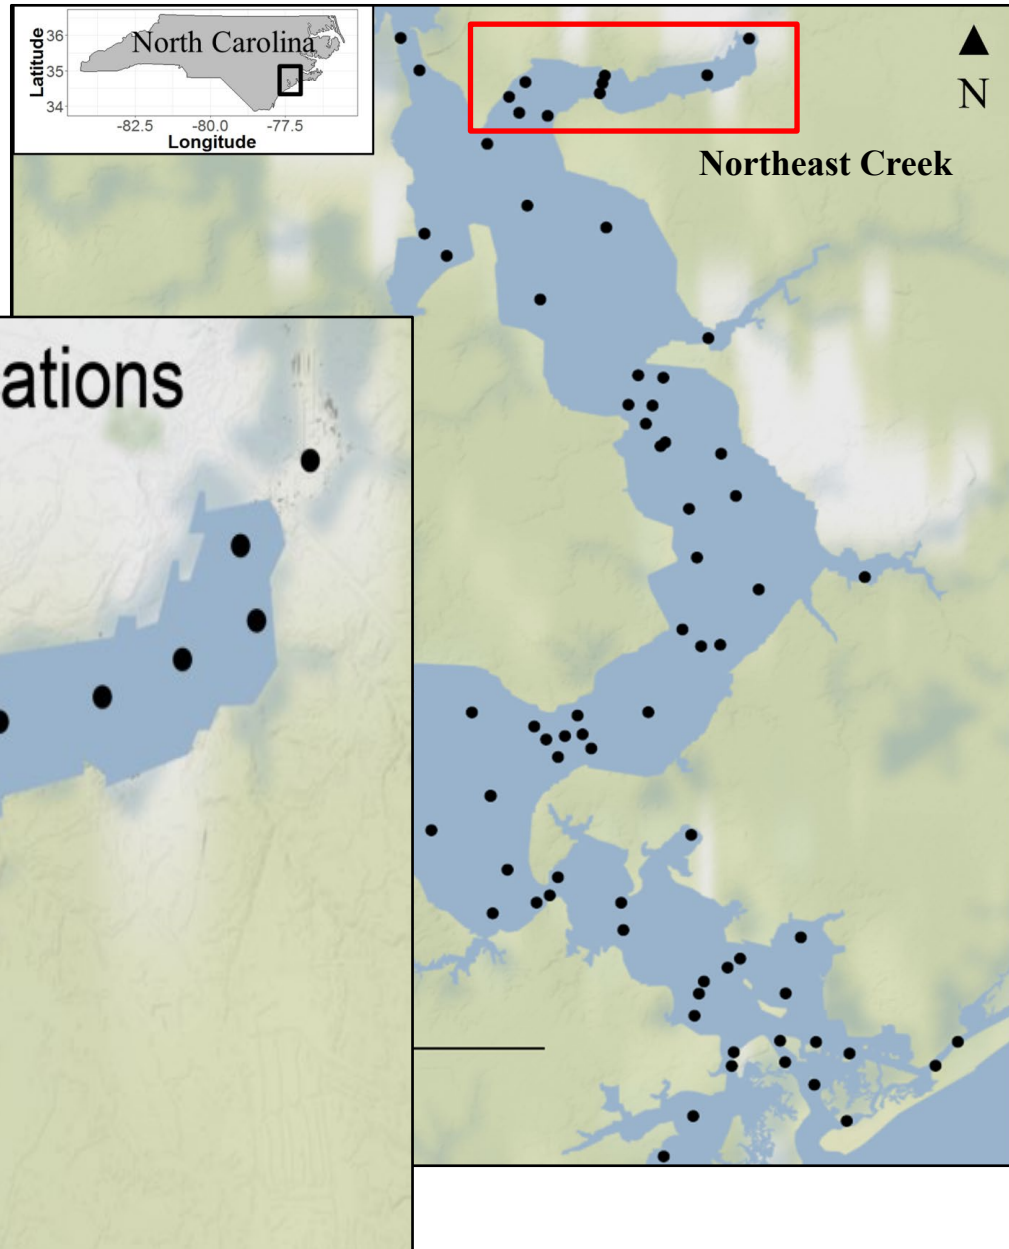 North Carolina
Latitude
36
35
34
-82.5 -80.0 -77.5
Longitude
N
Northeast Creek
ations